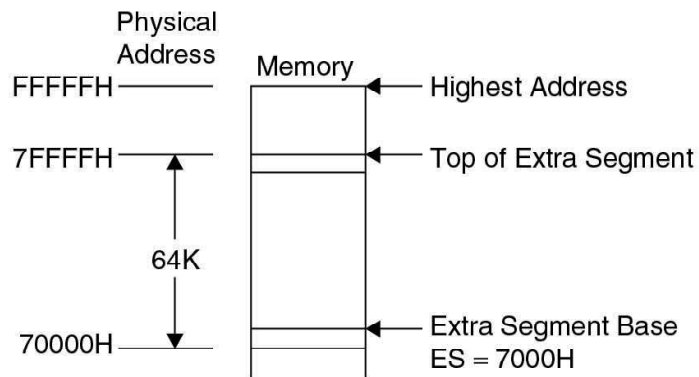 Physical
Address
Memory
FFFFFH
Highest Address
7FFFFH
Top of Extra Segment
64K
70000H
Extra Segment Base
ES = 7000H